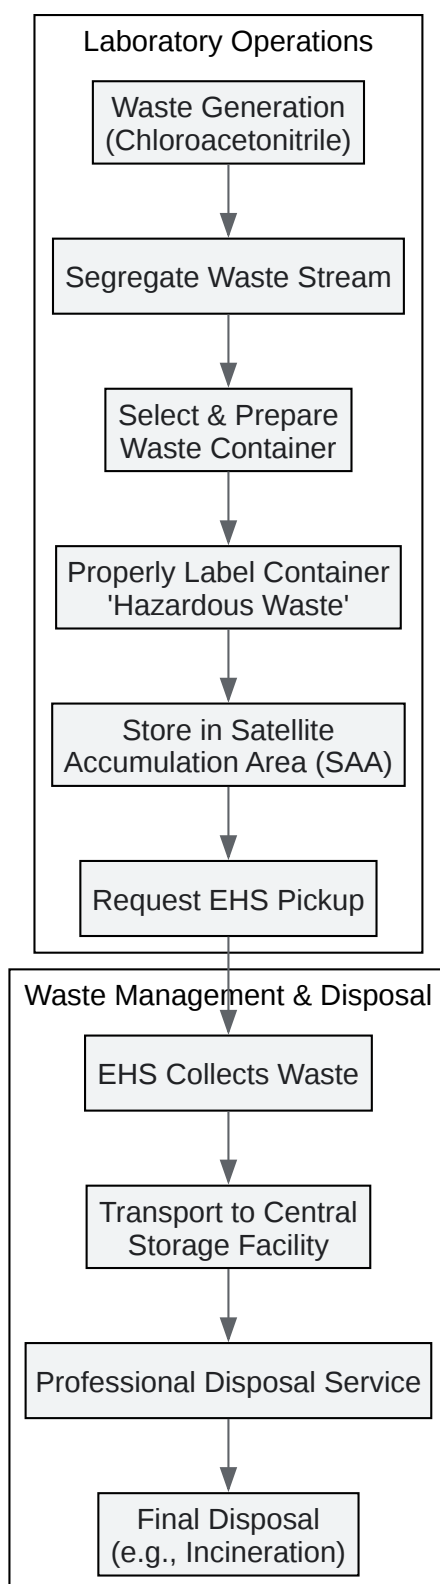 Laboratory Operations
Waste Generation
(Chloroacetonitrile)
Segregate Waste Stream
Select & Prepare
Waste Container
Properly Label Container
'Hazardous Waste'
Store in Satellite
Accumulation Area (SAA)
Request EHS Pickup
Waste Management & Disposal
EHS Collects Waste
Transport to Central
Storage Facility
Professional Disposal Service
Final Disposal
(e.g., Incineration)